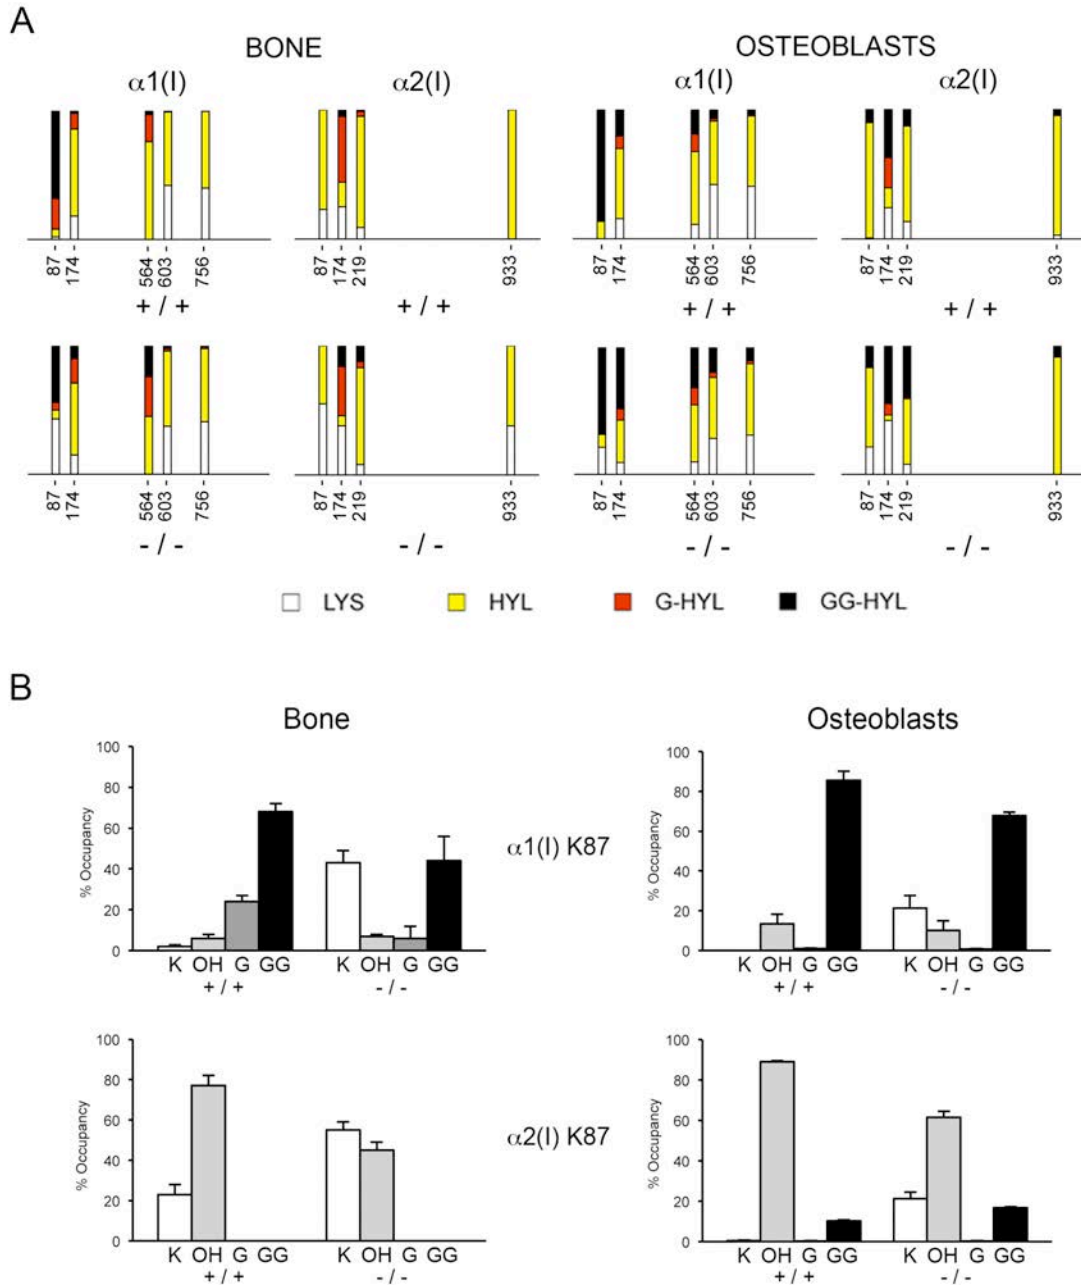 A
BONE
OSTEOBLASTS
α1(I)
α2(I)
α1(I)
α2(I)
87 174 564 603 756
87 174 219 933
87 174 564 603 756
87 174 219 933
+ / +
+ / +
+ / +
+ / +
87 174 564 603 756
87 174 219 933
87 174 564 603 756
87 174 219 933
- / -
- / -
- / -
- / -
LYS HYL G-HYL GG-HYL
B
Bone
Osteoblasts
% Occupancy
100
80
60
40
20
0
K OH G GG K OH G GG
+ / + - / -
α1(I) K87
% Occupancy
100
80
60
40
20
0
K OH G GG K OH G GG
+ / + - / -
% Occupancy
100
80
60
40
20
0
K OH G GG K OH G GG
+ / + - / -
α2(I) K87
% Occupancy
100
80
60
40
20
0
K OH G GG K OH G GG
+ / + - / -